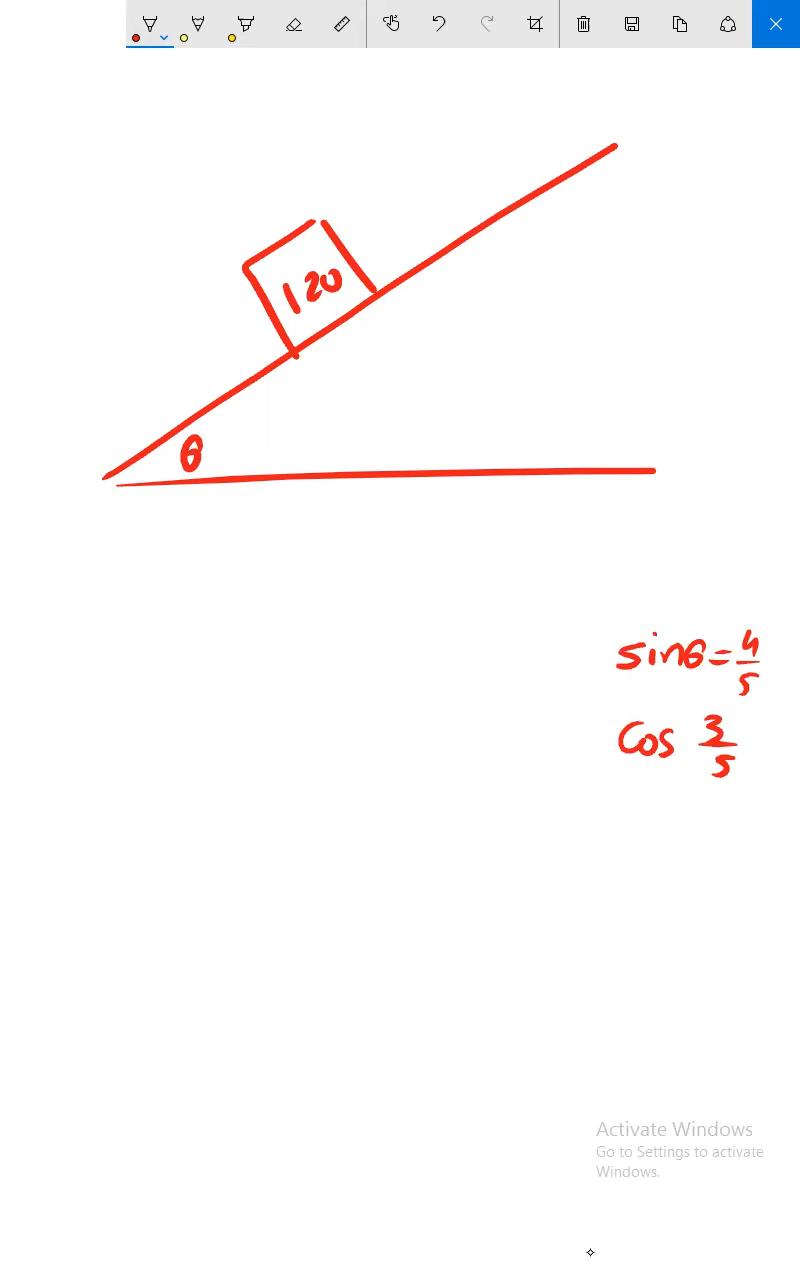 120
θ
sinθ = 4/5
Cos 3/5
Activate Windows
Go to Settings to activate
Windows.